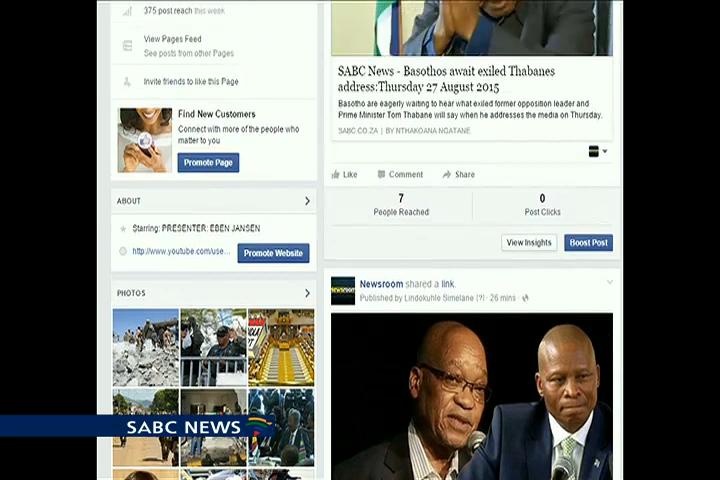 375 post reach this week
View Pages Feed
See posts from other Pages
Invite friends to like this Page
Find New Customers
Connect with more of the people who
matter to you
Promote Page
ABOUT
Starring: PRESENTER: EBEN JANSEN
http://www.youtube.com/use...
Promote Website
PHOTOS
SABC News - Basothos await exiled Thabanes
address:Thursday 27 August 2015
Basotho are eagerly waiting to hear what exiled former opposition leader and
Prime Minister Tom Thabane will say when he addresses the media on Thursday.
SABC.CO.ZA | BY NTHAKOANA NGATANE
Like Comment Share
7 0
People Reached Post Clicks
View Insights Boost Post
Newsroom shared a link.
Published by Lindokuhle Simelane [?] · 26 mins ·
SABC NEWS